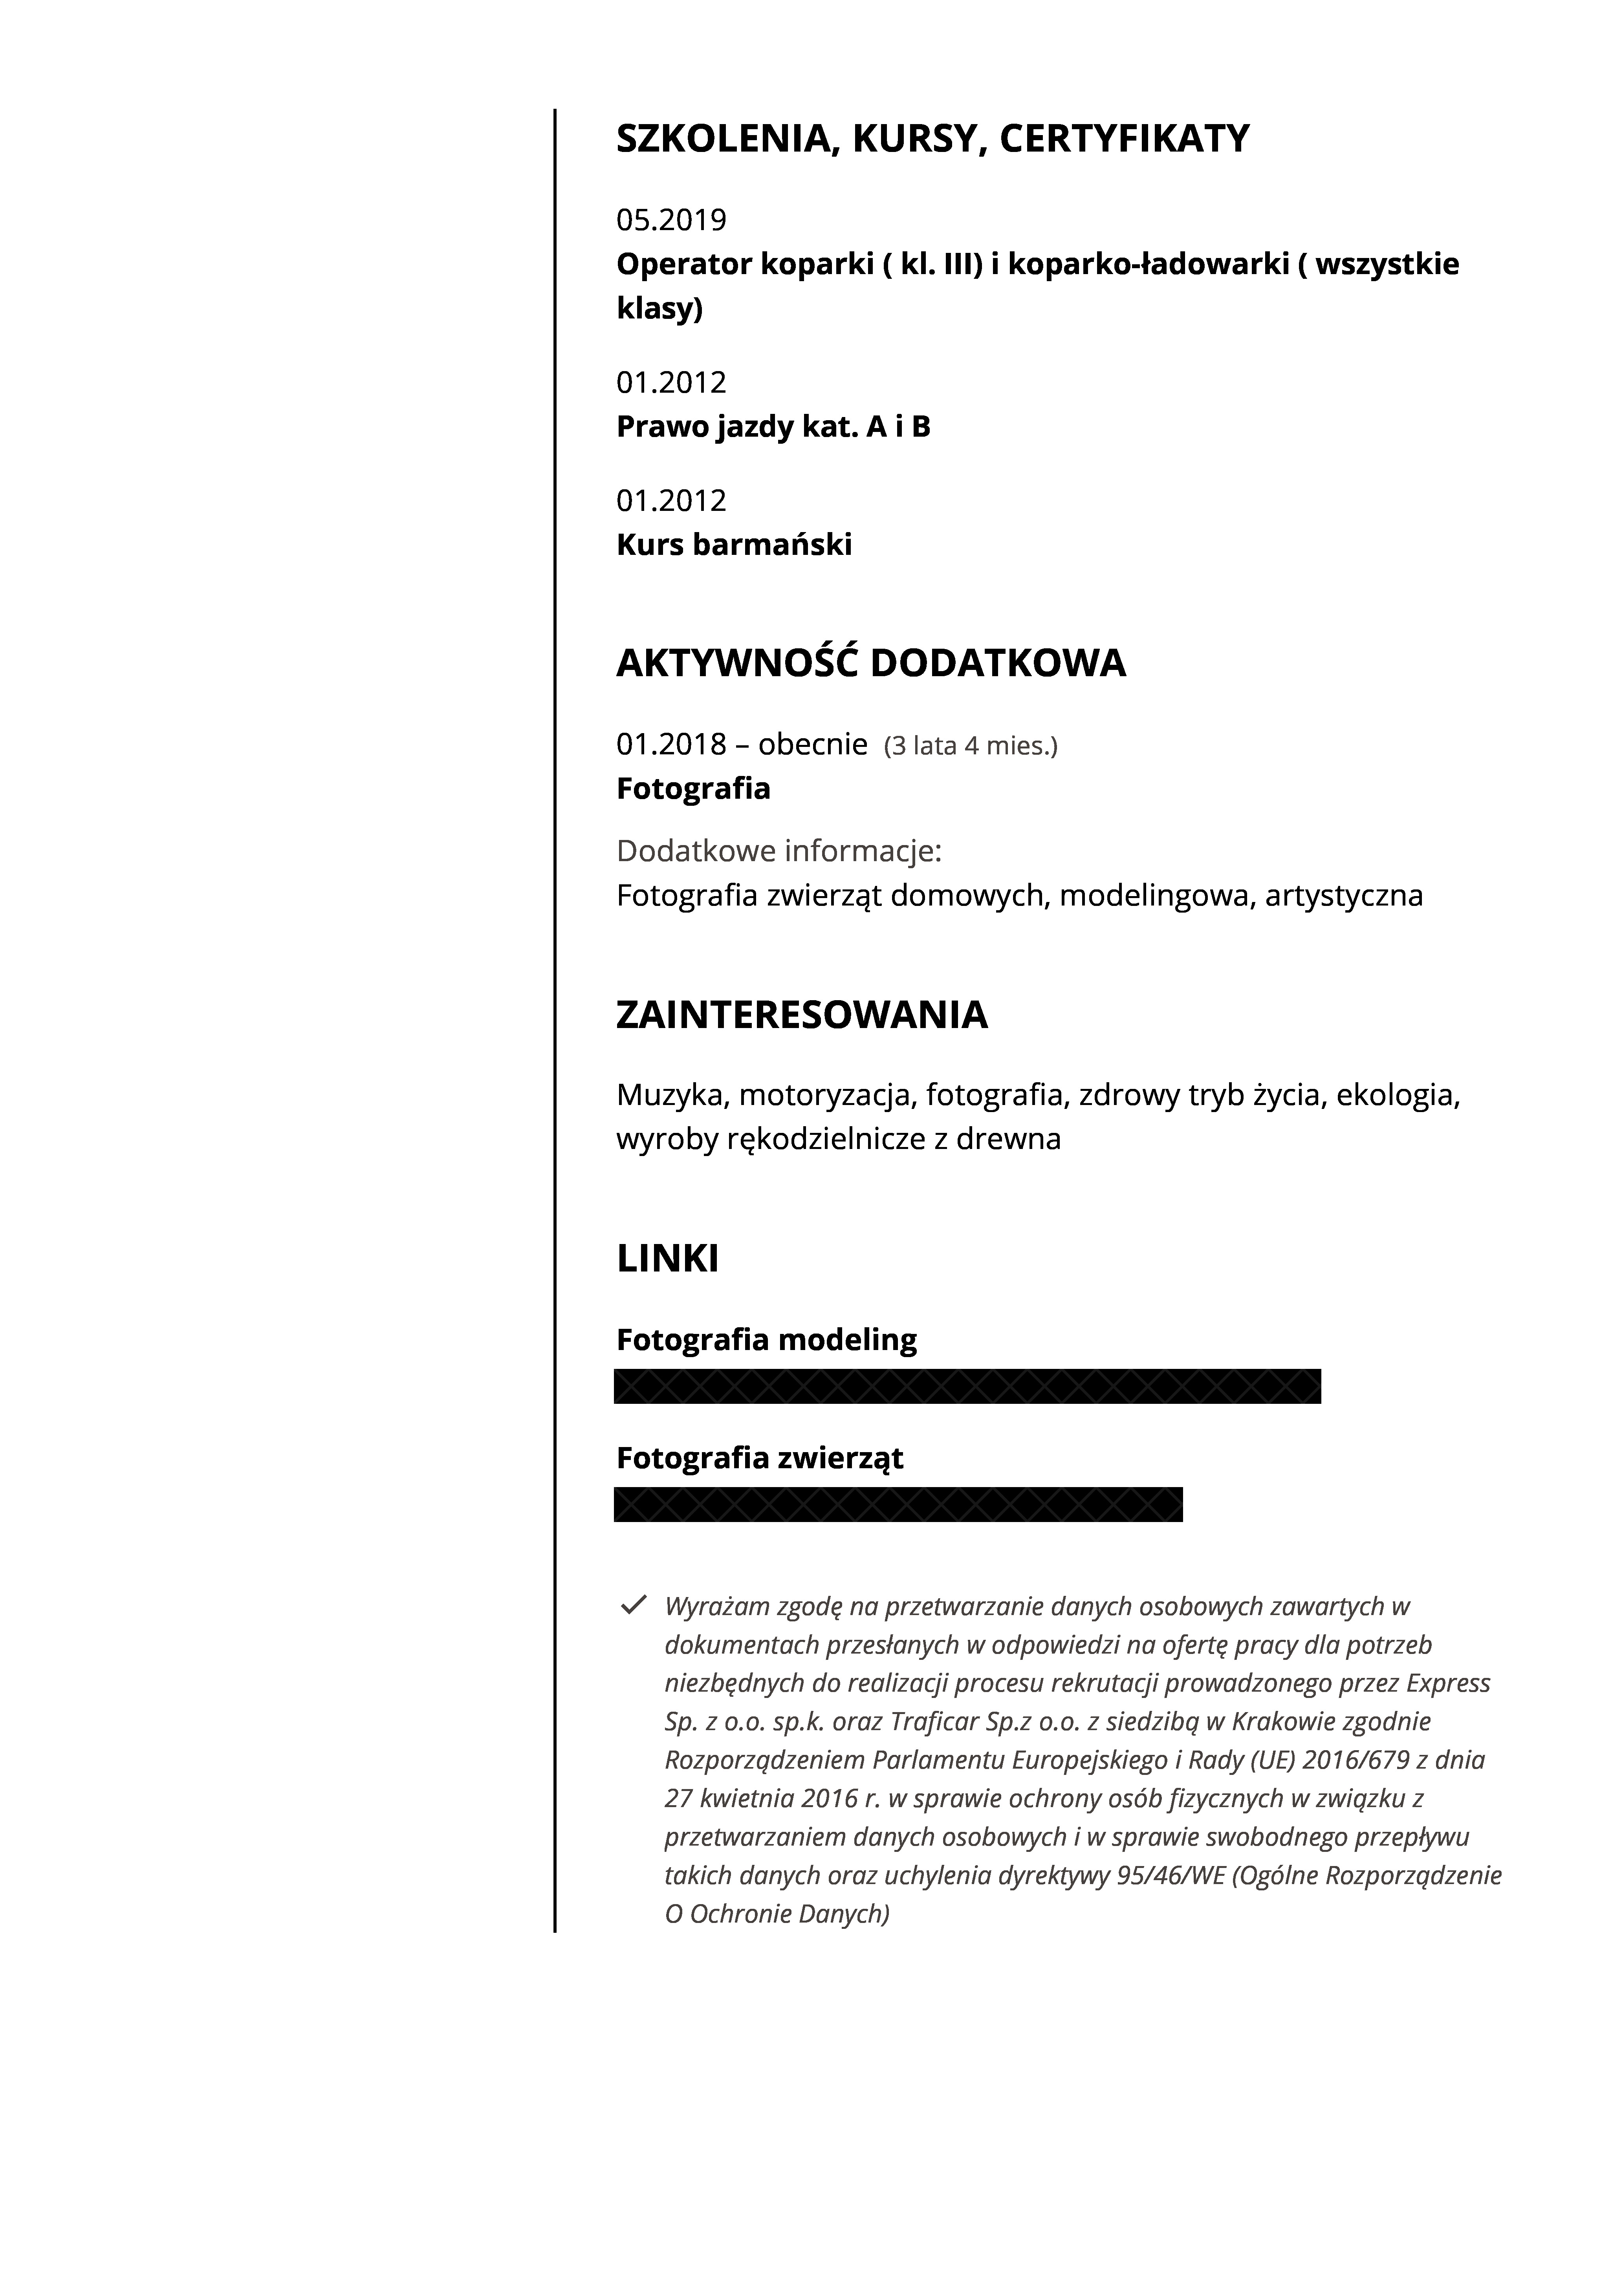 SZKOLENIA, KURSY, CERTYFIKATY
05.2019
Operator koparki ( kl. III) i koparko-ładowarki ( wszystkie
klasy)
01.2012
Prawo jazdy kat. A i B
01.2012
Kurs barmański
AKTYWNOŚĆ DODATKOWA
01.2018 – obecnie (3 lata 4 mies.)
Fotografia
Dodatkowe informacje:
Fotografia zwierząt domowych, modelingowa, artystyczna
ZAINTERESOWANIA
Muzyka, motoryzacja, fotografia, zdrowy tryb życia, ekologia,
wyroby rękodzielnicze z drewna
LINKI
Fotografia modeling
Fotografia zwierząt
Wyrażam zgodę na przetwarzanie danych osobowych zawartych w
dokumentach przesłanych w odpowiedzi na ofertę pracy dla potrzeb
niezbędnych do realizacji procesu rekrutacji prowadzonego przez Express
Sp. z o.o. sp.k. oraz Traficar Sp.z o.o. z siedzibą w Krakowie zgodnie
Rozporządzeniem Parlamentu Europejskiego i Rady (UE) 2016/679 z dnia
27 kwietnia 2016 r. w sprawie ochrony osób fizycznych w związku z
przetwarzaniem danych osobowych i w sprawie swobodnego przepływu
takich danych oraz uchylenia dyrektywy 95/46/WE (Ogólne Rozporządzenie
O Ochronie Danych)